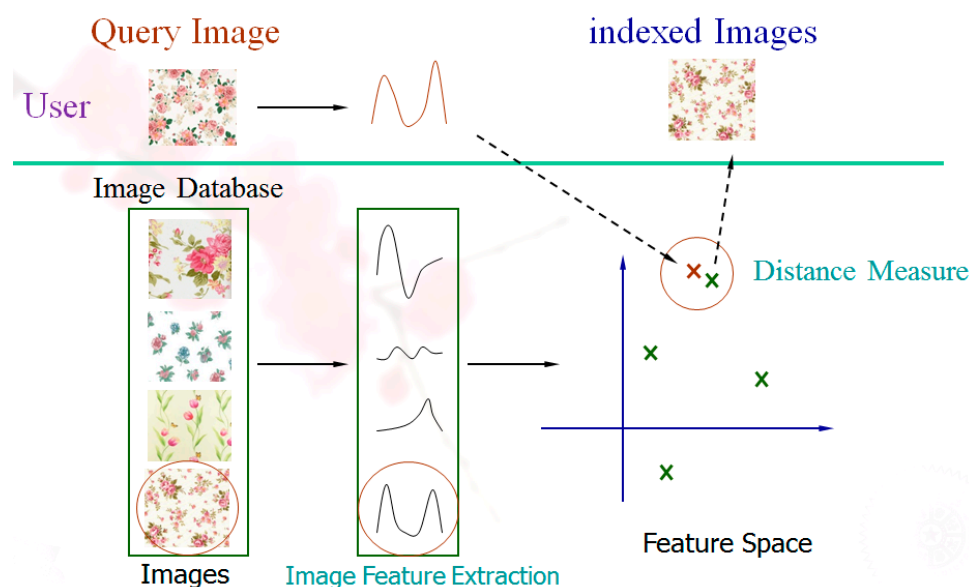 Query Image
indexed Images
User
Image Database
Distance Measure
Feature Space
Images
Image Feature Extraction